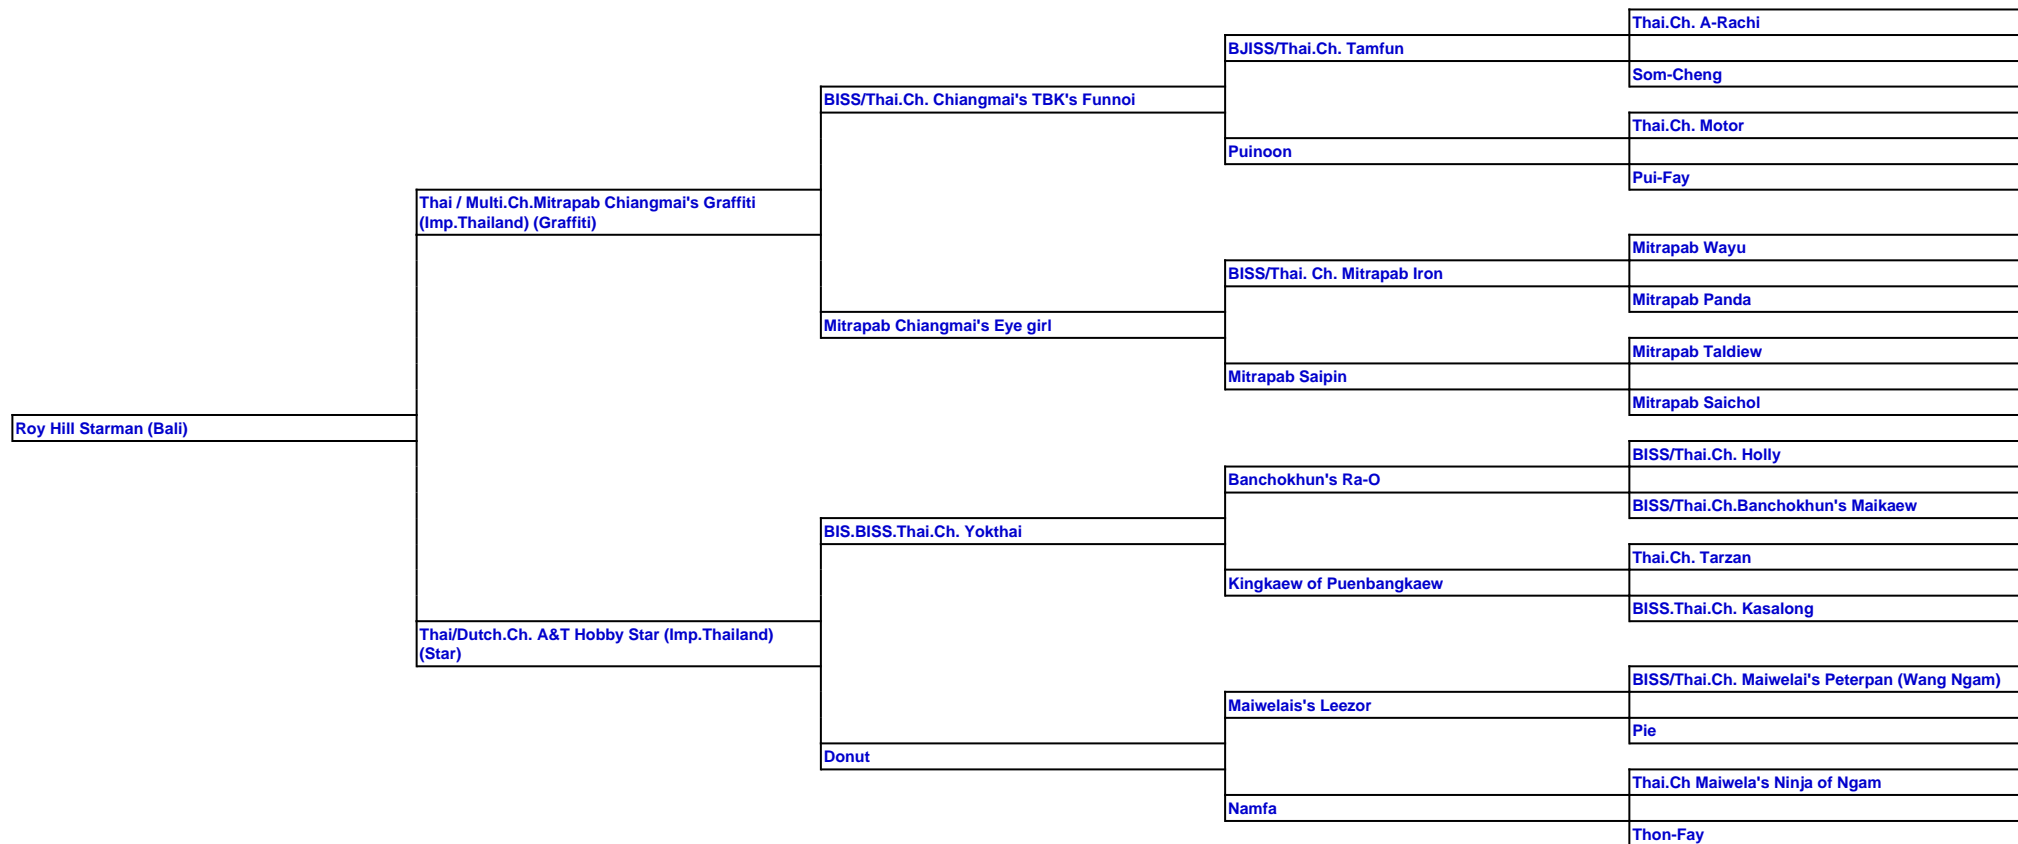 Thai.Ch. A-Rachi
BJISS/Thai.Ch. Tamfun
Som-Cheng
BISS/Thai.Ch. Chiangmai's TBK's Funnoi
Thai.Ch. Motor
Puinoon
Pui-Fay
Thai / Multi.Ch.Mitrapab Chiangmai's Graffiti
(Imp.Thailand) (Graffiti)
Mitrapab Wayu
BISS/Thai. Ch. Mitrapab Iron
Mitrapab Panda
Mitrapab Chiangmai's Eye girl
Mitrapab Taldiew
Mitrapab Saipin
Mitrapab Saichol
Roy Hill Starman (Bali)
BISS/Thai.Ch. Holly
Banchokhun's Ra-O
BISS/Thai.Ch.Banchokhun's Maikaew
BIS.BISS.Thai.Ch. Yokthai
Thai.Ch. Tarzan
Kingkaew of Puenbangkaew
BISS.Thai.Ch. Kasalong
Thai/Dutch.Ch. A&T Hobby Star (Imp.Thailand)
(Star)
BISS/Thai.Ch. Maiwelai's Peterpan (Wang Ngam)
Maiwelais's Leezor
Pie
Donut
Thai.Ch Maiwela's Ninja of Ngam
Namfa
Thon-Fay